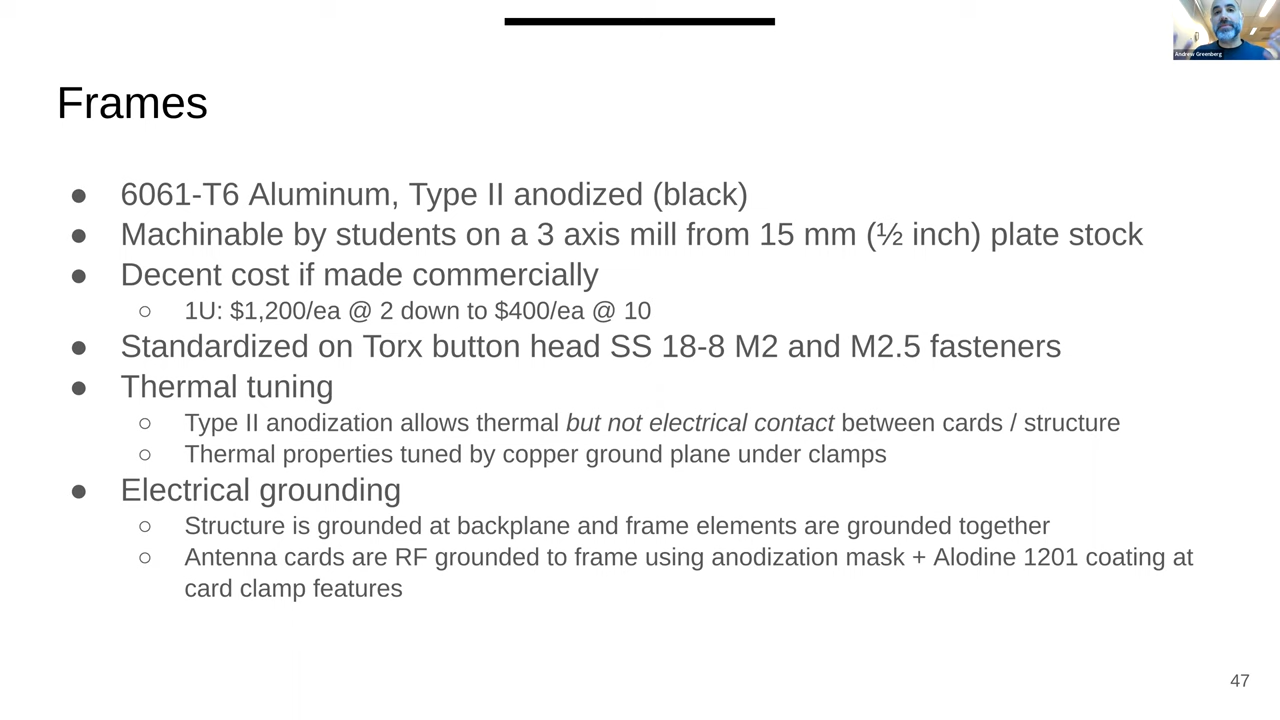 Andrew Greenberg
Frames
● 6061-T6 Aluminum, Type II anodized (black)
● Machinable by students on a 3 axis mill from 15 mm (½ inch) plate stock
● Decent cost if made commercially
○ 1U: $1,200/ea @ 2 down to $400/ea @ 10
● Standardized on Torx button head SS 18-8 M2 and M2.5 fasteners
● Thermal tuning
○ Type II anodization allows thermal but not electrical contact between cards / structure
○ Thermal properties tuned by copper ground plane under clamps
● Electrical grounding
○ Structure is grounded at backplane and frame elements are grounded together
○ Antenna cards are RF grounded to frame using anodization mask + Alodine 1201 coating at
card clamp features
47